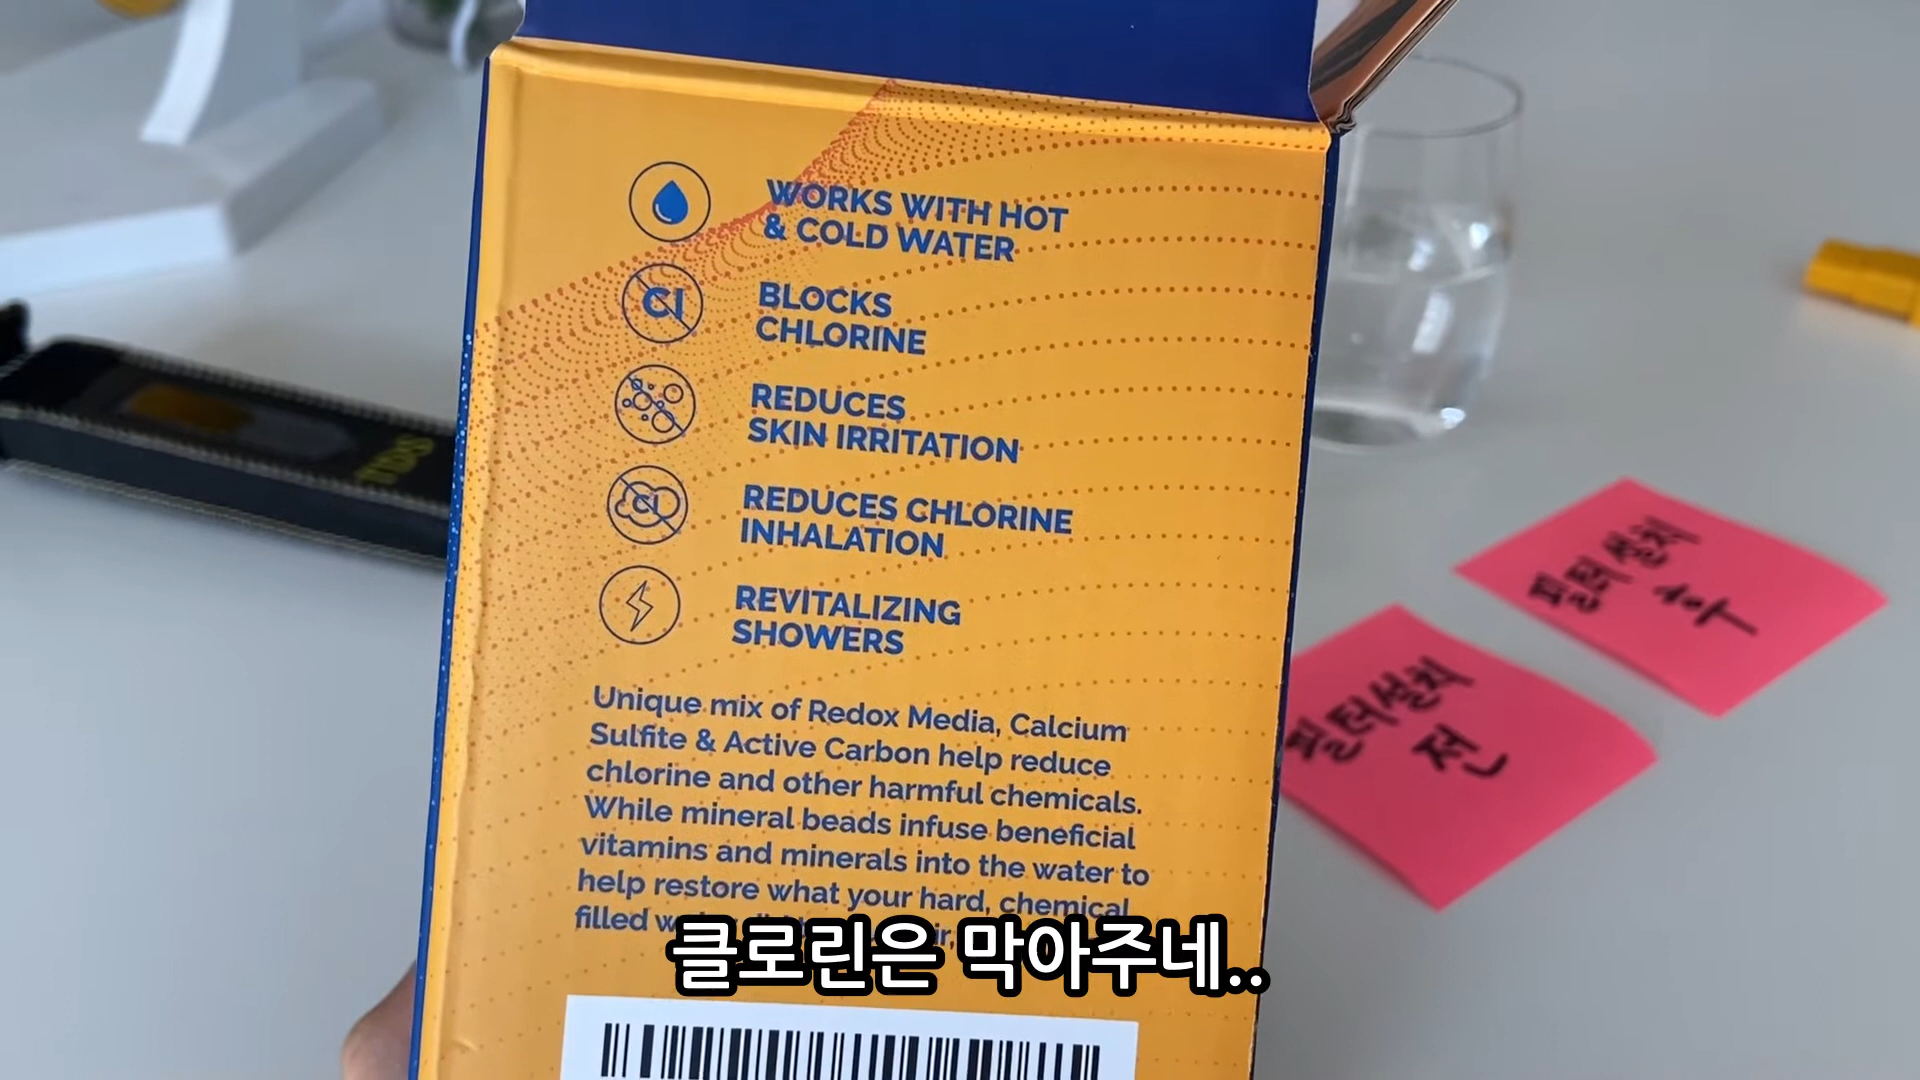 WORKS WITH HOT
& COLD WATER
Cl
BLOCKS
CHLORINE
REDUCES
SKIN IRRITATION
Cl
REDUCES CHLORINE
INHALATION
REVITALIZING
SHOWERS
Unique mix of Redox Media, Calcium
Sulfite & Active Carbon help reduce
chlorine and other harmful chemicals.
While mineral beads infuse beneficial
vitamins and minerals into the water to
help restore what your hard, chemical
filled
클로린은 막아주네..
필터 설치
후
필터 설치
전